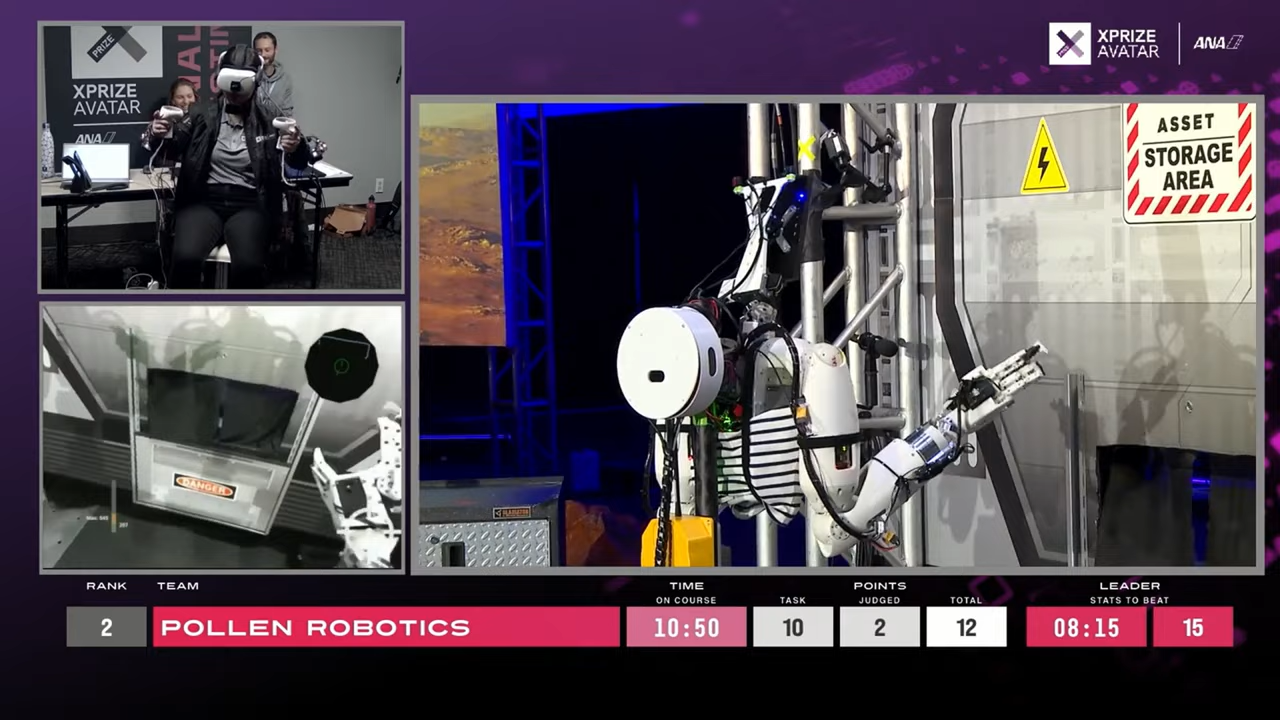 XPRIZE
AVATAR
ANA
PRIZE
XPRIZE
AVATAR
ANA
ASSET
STORAGE
AREA
DANGER
RANK
TEAM
TIME
ON COURSE
POINTS
TASK
JUDGED
TOTAL
LEADER
STATS TO BEAT
2
POLLEN ROBOTICS
10:50
10
2
12
08:15
15